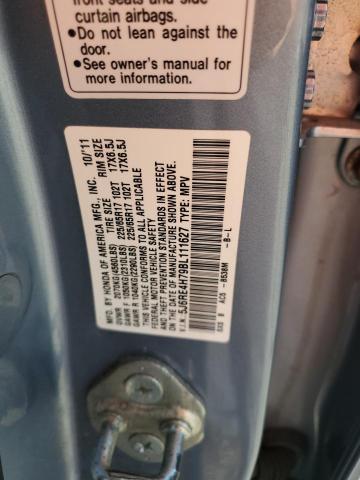 front seats and side
curtain airbags.
•Do not lean against the
door.
•See owner's manual for
more information.
MFD. BY HONDA OF AMERICA MFG., INC. 10/11
TIRE SIZE RIM SIZE
GVWR 2070KG(4560LBS) 225/65R17 102T 17X6.5J
GAWR F 1050KG(2310LBS) 225/65R17 102T 17X6.5J
GAWR R 1040KG(2290LBS)
THIS VEHICLE CONFORMS TO ALL APPLICABLE
FEDERAL MOTOR VEHICLE SAFETY
AND THEFT PREVENTION STANDARDS IN EFFECT
ON THE DATE OF MANUFACTURE SHOWN ABOVE.
V.I.N: 5J6RE4H79BL111627 TYPE: MPV
-B-L